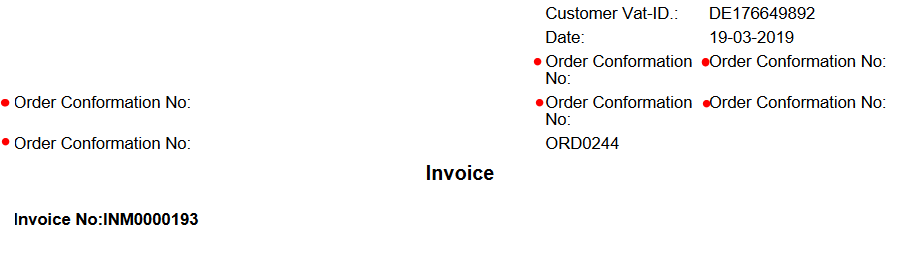 Customer Vat-ID.: DE176649892
Date: 19-03-2019
Order Conformation Order Conformation No:
No:
Order Conformation No: Order Conformation Order Conformation No:
No:
Order Conformation No: ORD0244
Invoice
Invoice No:INM0000193